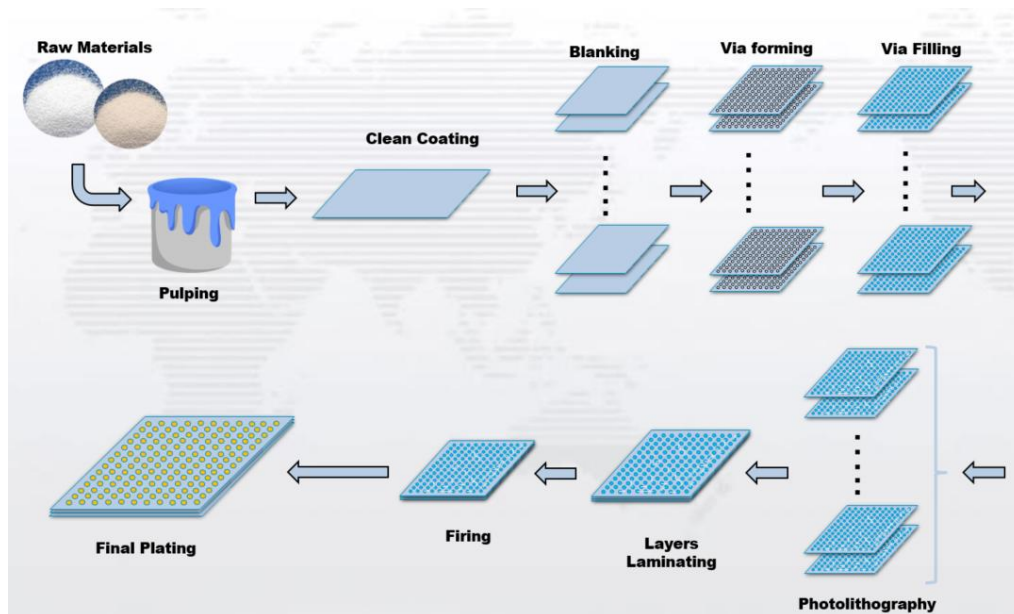 Raw Materials
Pulping
Clean Coating
Blanking
Via forming
Via Filling
Photolithography
Layers
Laminating
Firing
Final Plating